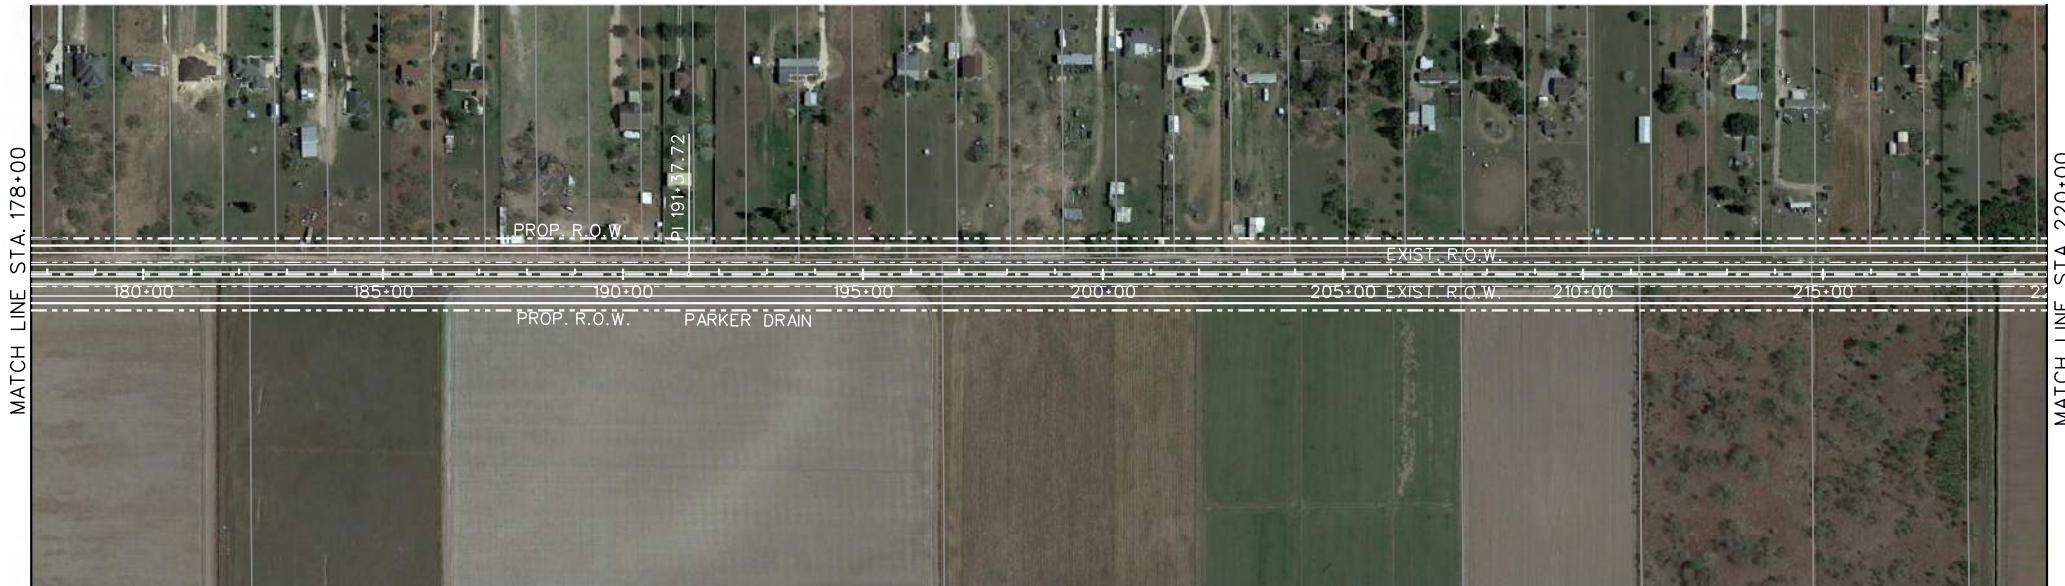 MATCH LINE STA. 178+00
PI 191+37.72
PROP. R.O.W.
EXIST. R.O.W.
180+00
185+00
190+00
195+00
200+00
205+00
EXIST. R.O.W.
210+00
215+00
PROP. R.O.W.
PARKER DRAIN
MATCH LINE STA. 220+00